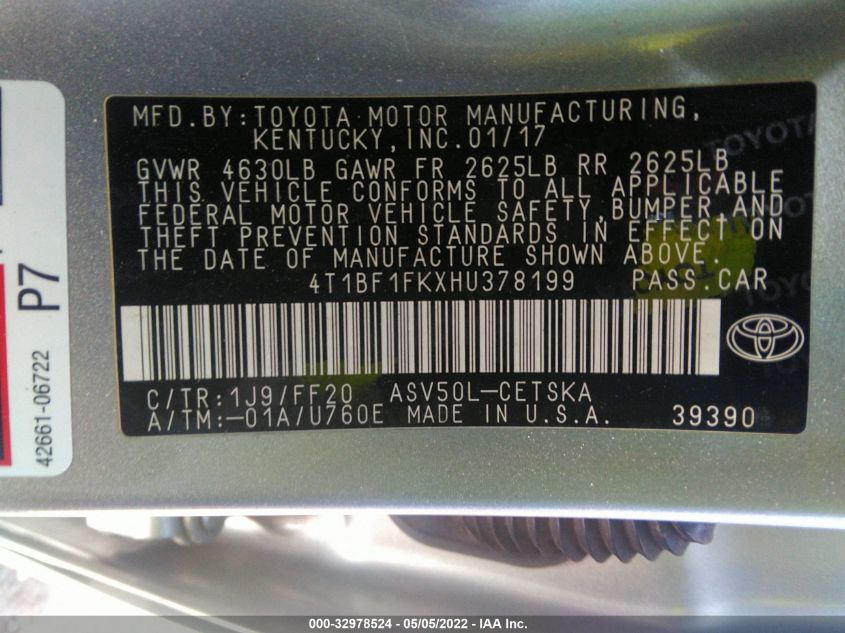 MFD.BY:TOYOTA MOTOR MANUFACTURING,
KENTUCKY,INC.01/17
GVWR 4630LB GAWR FR 2625LB RR 2625LB
THIS VEHICLE CONFORMS TO ALL APPLICABLE
FEDERAL MOTOR VEHICLE SAFETY,BUMPER,AND
THEFT PREVENTION STANDARDS IN EFFECT ON
THE DATE OF MANUFACTURE SHOWN ABOVE.
4T1BF1FKXHU378199 PASS.CAR
C/TR:1J9/FF20 ASV50L-CETSKA
A/TM:-01A/U760E MADE IN U.S.A. 39390
TOYOTA
42661-06722
P7
000-32978524 - 05/05/2022 - IAA Inc.